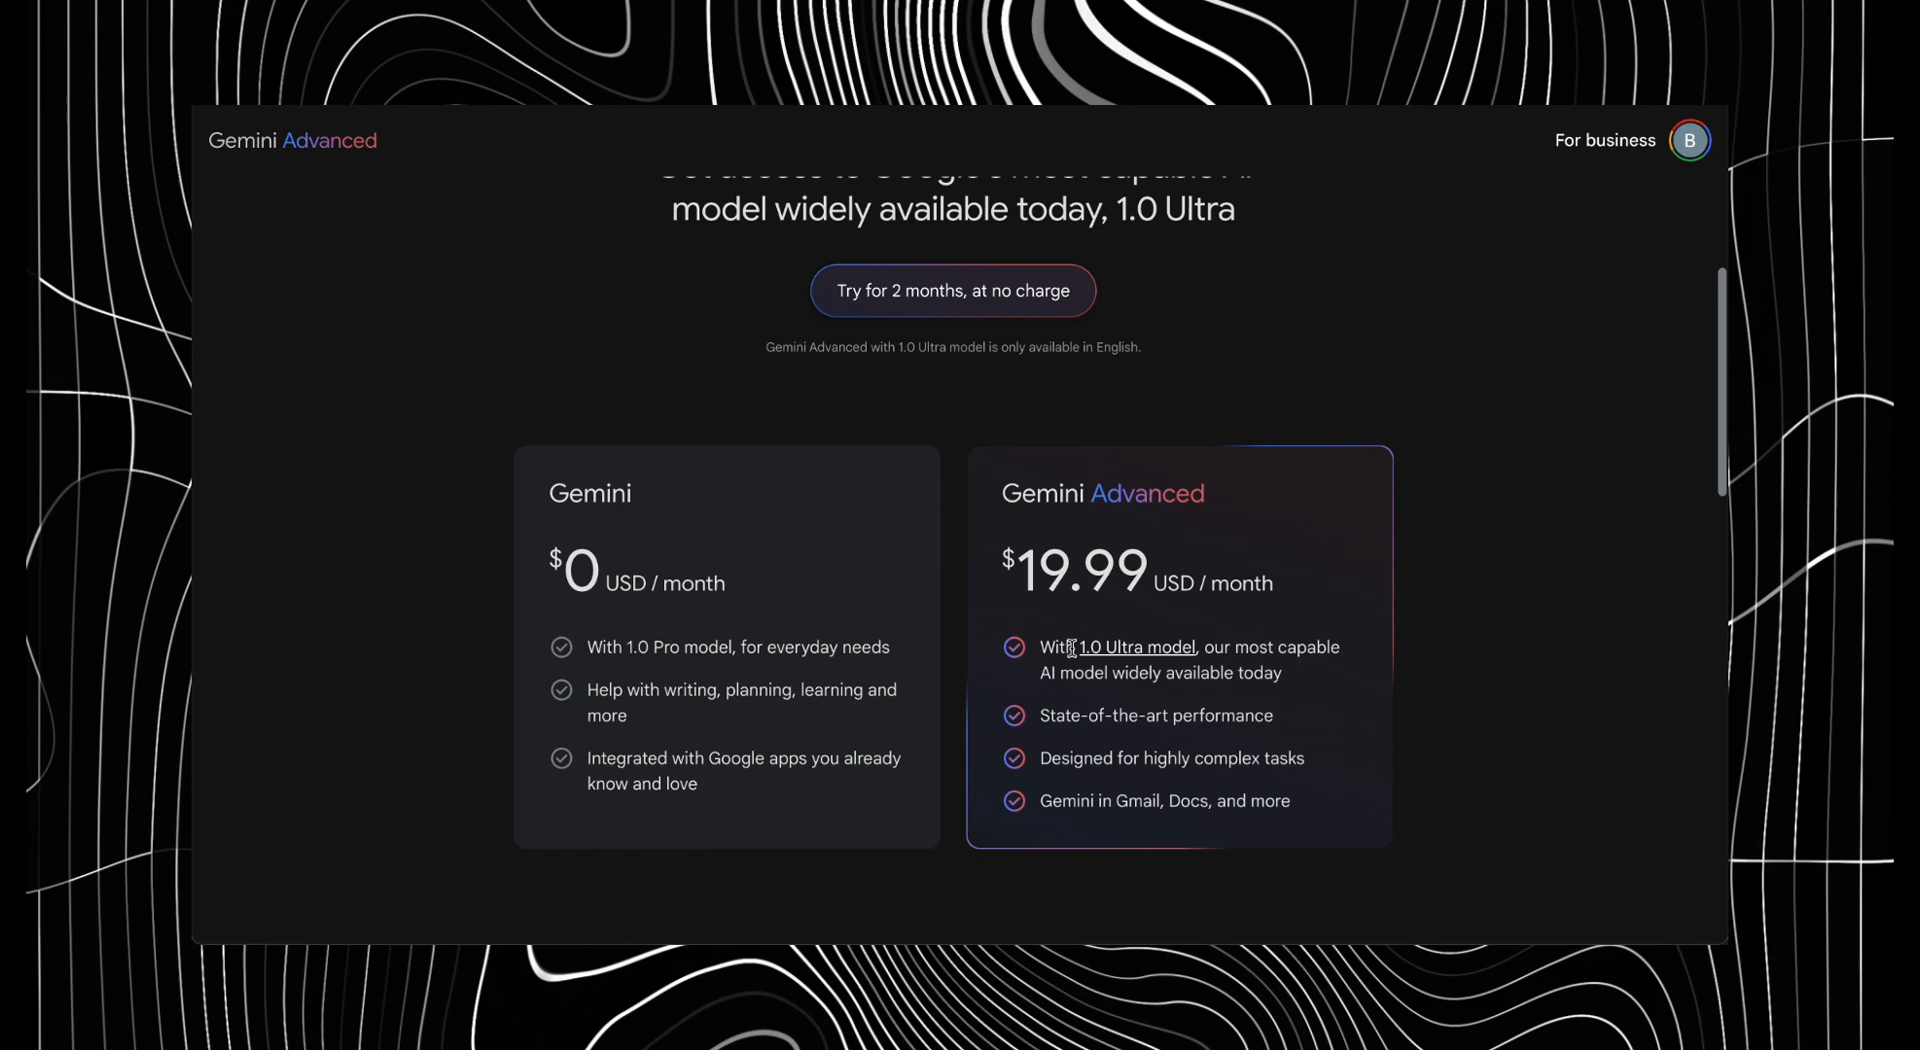 Gemini Advanced
For business
B
model widely available today, 1.0 Ultra
Try for 2 months, at no charge
Gemini Advanced with 1.0 Ultra model is only available in English.
Gemini
$0 USD / month
With 1.0 Pro model, for everyday needs
Help with writing, planning, learning and
more
Integrated with Google apps you already
know and love
Gemini Advanced
$19.99 USD / month
With 1.0 Ultra model, our most capable
AI model widely available today
State-of-the-art performance
Designed for highly complex tasks
Gemini in Gmail, Docs, and more